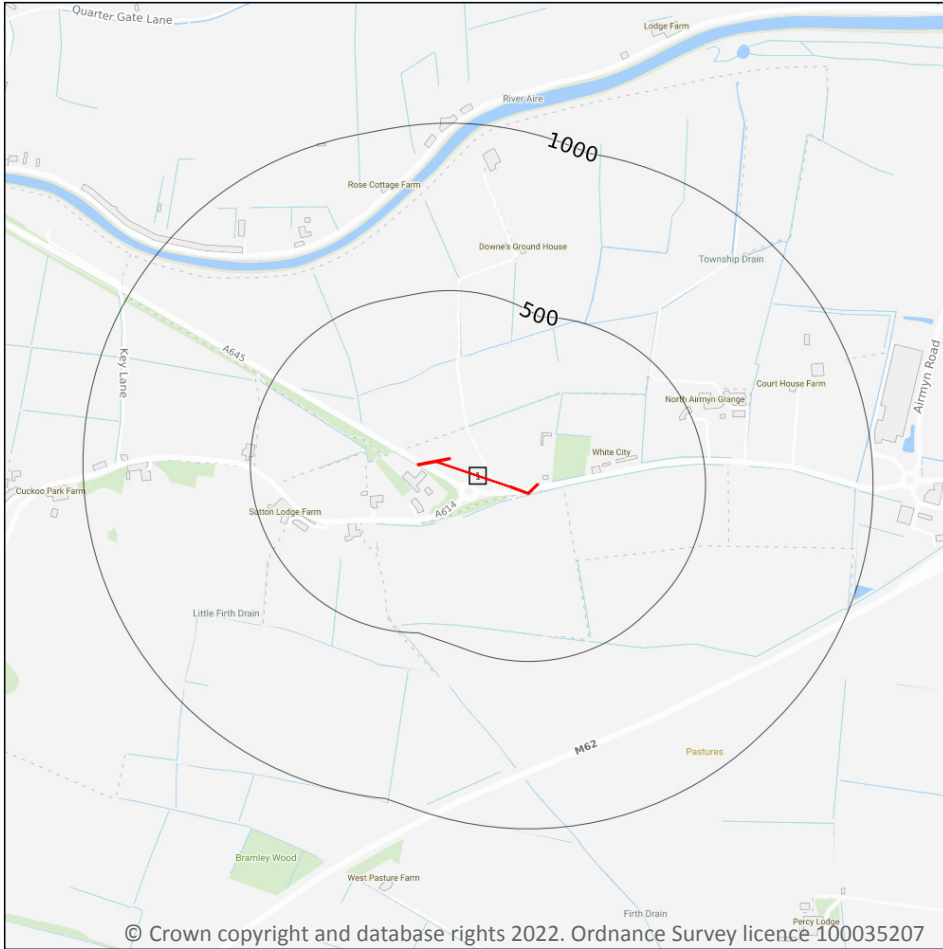 Quarter Gate Lane
Lodge Farm
River Aire
1000
Rose Cottage Farm
Downe's Ground House
Township Drain
500
A645
Key Lane
Airmyn Road
Court House Farm
North Airmyn Grange
White City
1
Cuckoo Park Farm
Sutton Lodge Farm
A614
Little Firth Drain
M62
Pastures
Bramley Wood
West Pasture Farm
Firth Drain
Percy Lodge
© Crown copyright and database rights 2022. Ordnance Survey licence 100035207